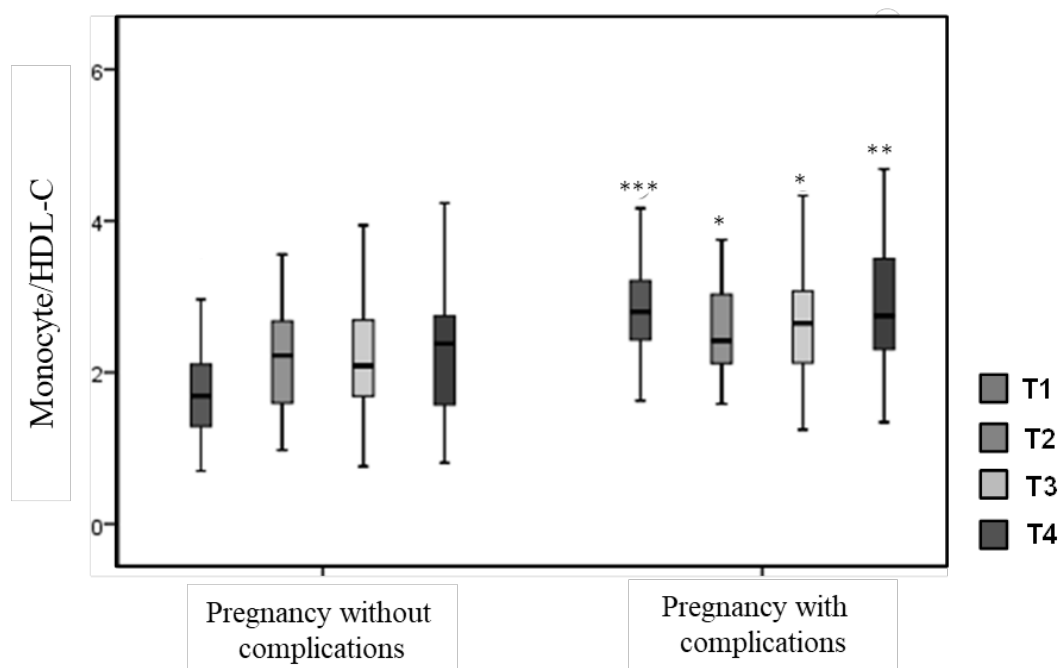 Monocyte/HDL-C
6
4
2
0
***
*
*
**
T1
T2
T3
T4
Pregnancy without
complications
Pregnancy with
complications